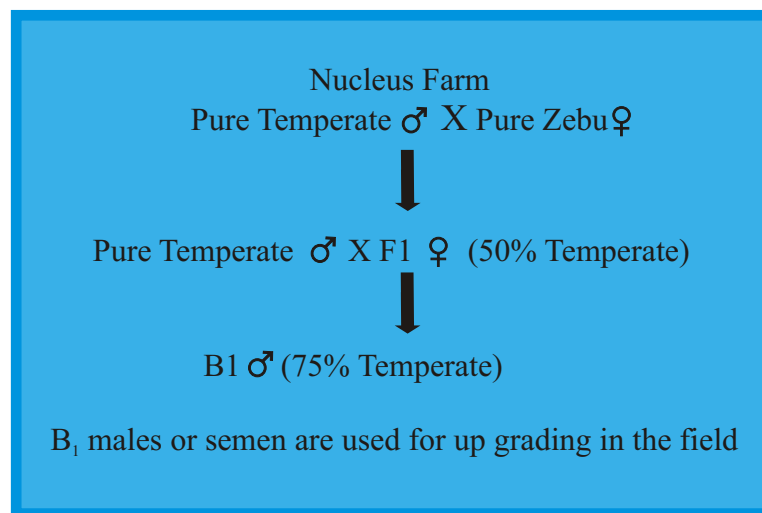 Nucleus Farm
Pure Temperate ♂ X Pure Zebu♀
Pure Temperate ♂ X F1 ♀ (50% Temperate)
B1 ♂ (75% Temperate)
B₁ males or semen are used for up grading in the field